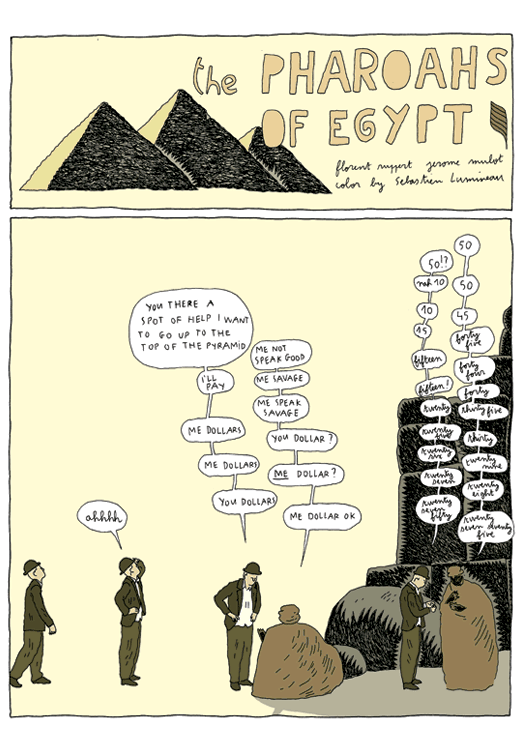 the PHAROAHS
OF EGYPT
florent ruppert jerome mulot
color by Sebastien Lumineau
ahhhh
YOU THERE A
SPOT OF HELP I WANT
TO GO UP TO THE
TOP OF THE PYRAMID
ME NOT
SPEAK GOOD
I'LL
PAY
ME SAVAGE
ME SPEAK
SAVAGE
ME DOLLARS
YOU DOLLAR?
ME DOLLARS
ME DOLLAR?
YOU DOLLARS
ME DOLLAR OK
50
50!?
nah 10
50
10
45
15
forty
five
fifteen
forty
four
fifteen!
forty
twenty
thirty five
twenty
five
thirty
twenty
six
twenty
nine
twenty
seven
twenty
eight
twenty
seven
fifty
twenty
seven seventy
five